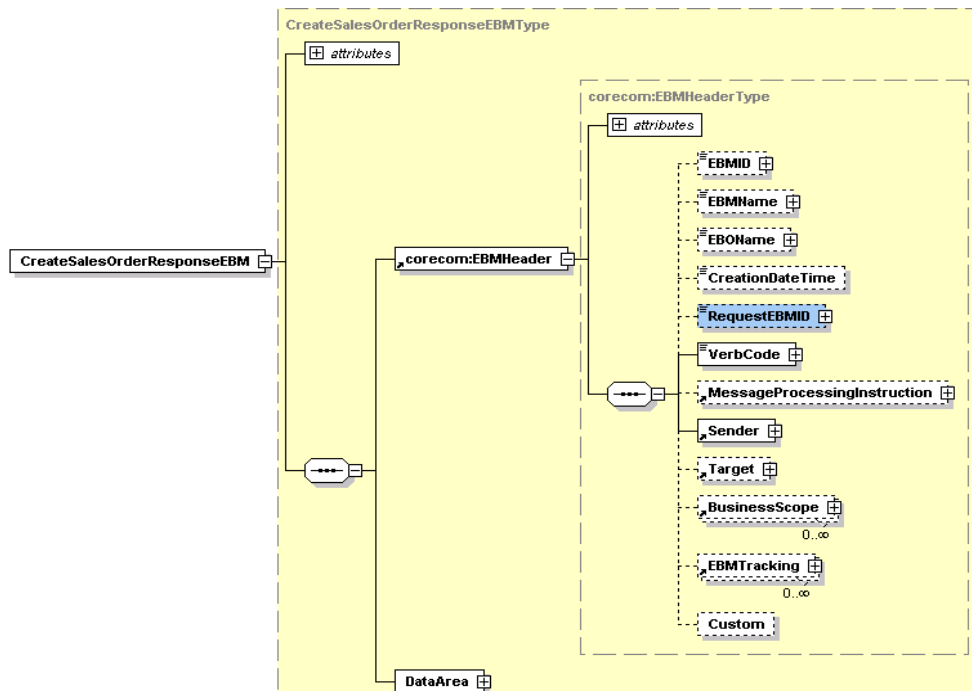 CreateSalesOrderResponseEBMType
attributes
corecom:EBMHeaderType
attributes
EBMID
EBMName
EBOName
CreationDateTime
RequestEBMID
VerbCode
MessageProcessingInstruction
Sender
Target
BusinessScope
0..∞
EBMTracking
0..∞
Custom
corecom:EBMHeader
CreateSalesOrderResponseEBM
DataArea